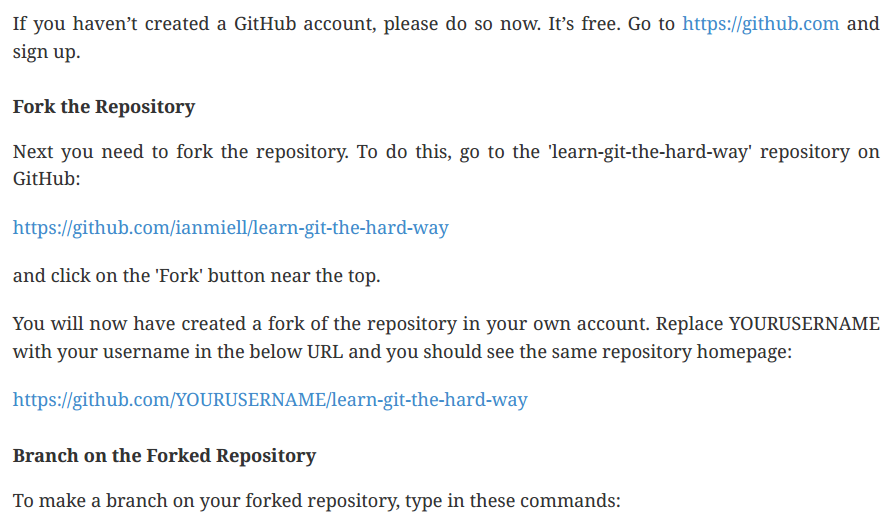 If you haven’t created a GitHub account, please do so now. It’s free. Go to https://github.com and
sign up.
Fork the Repository
Next you need to fork the repository. To do this, go to the 'learn-git-the-hard-way' repository on
GitHub:
https://github.com/ianmiell/learn-git-the-hard-way
and click on the 'Fork' button near the top.
You will now have created a fork of the repository in your own account. Replace YOURUSERNAME
with your username in the below URL and you should see the same repository homepage:
https://github.com/YOURUSERNAME/learn-git-the-hard-way
Branch on the Forked Repository
To make a branch on your forked repository, type in these commands: